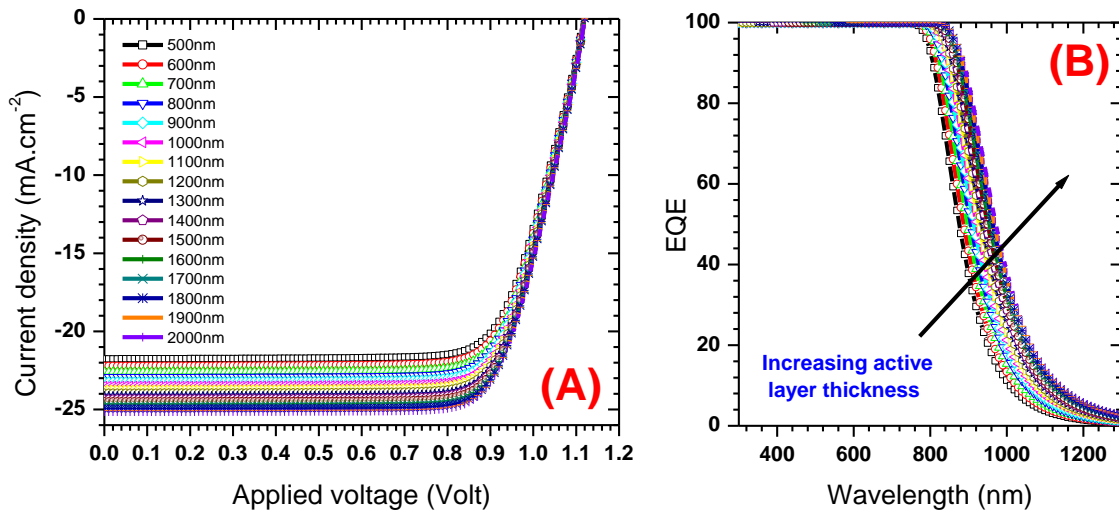 0
-5
-10
-15
-20
-25
Current density (mA.cm-2)
500nm
600nm
700nm
800nm
900nm
1000nm
1100nm
1200nm
1300nm
1400nm
1500nm
1600nm
1700nm
1800nm
1900nm
2000nm
(A)
0.0 0.1 0.2 0.3 0.4 0.5 0.6 0.7 0.8 0.9 1.0 1.1 1.2
Applied voltage (Volt)
100
80
60
40
20
0
EQE
(B)
Increasing active
layer thickness
400 600 800 1000 1200
Wavelength (nm)